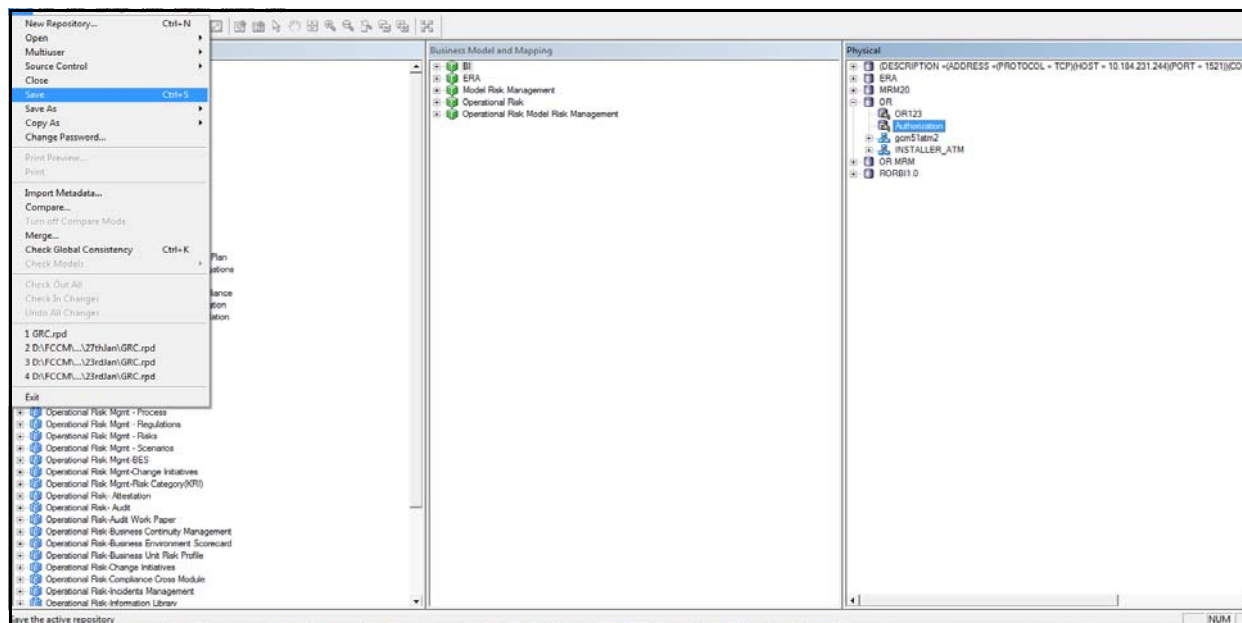 New Repository... Ctrl+N
Open
Multiuser
Source Control
Close
Save Ctrl+S
Save As
Copy As
Change Password...
Print Preview...
Print
Import Metadata...
Compare...
Turn off Compare Mode
Merge...
Check Global Consistency Ctrl+K
Check Models
Check Out All
Check In Changes
Undo All Changes
1 GRC.rpd
2 D:\FCCM\...\27thJan\GRC.rpd
3 D:\FCCM\...\23rdJan\GRC.rpd
4 D:\FCCM\...\23rdJan\GRC.rpd
Exit
Plan
Operational Risk Mgmt - Process
Operational Risk Mgmt - Regulations
Operational Risk Mgmt - Risks
Operational Risk Mgmt - Scenarios
Operational Risk Mgmt-BES
Operational Risk Mgmt-Change Initiatives
Operational Risk Mgmt-Risk Category(KRI)
Operational Risk- Attestation
Operational Risk- Audit
Operational Risk-Audit Work Paper
Operational Risk-Business Continuity Management
Operational Risk-Business Environment Scorecard
Operational Risk-Business Unit Risk Profile
Operational Risk-Change Initiatives
Operational Risk-Compliance Cross Module
Operational Risk-Incidents Management
Operational Risk-Information Library
Business Model and Mapping
BI
ERA
Model Risk Management
Operational Risk
Operational Risk Model Risk Management
Physical
(DESCRIPTION =(ADDRESS =(PROTOCOL = TCP)(HOST = 10.184.231.244)(PORT = 1521))(CO
ERA
MRM20
OR
OR123
Authorization
gcm51atm2
INSTALLER_ATM
OR MRM
RORBI1.0
Save the active repository
NUM